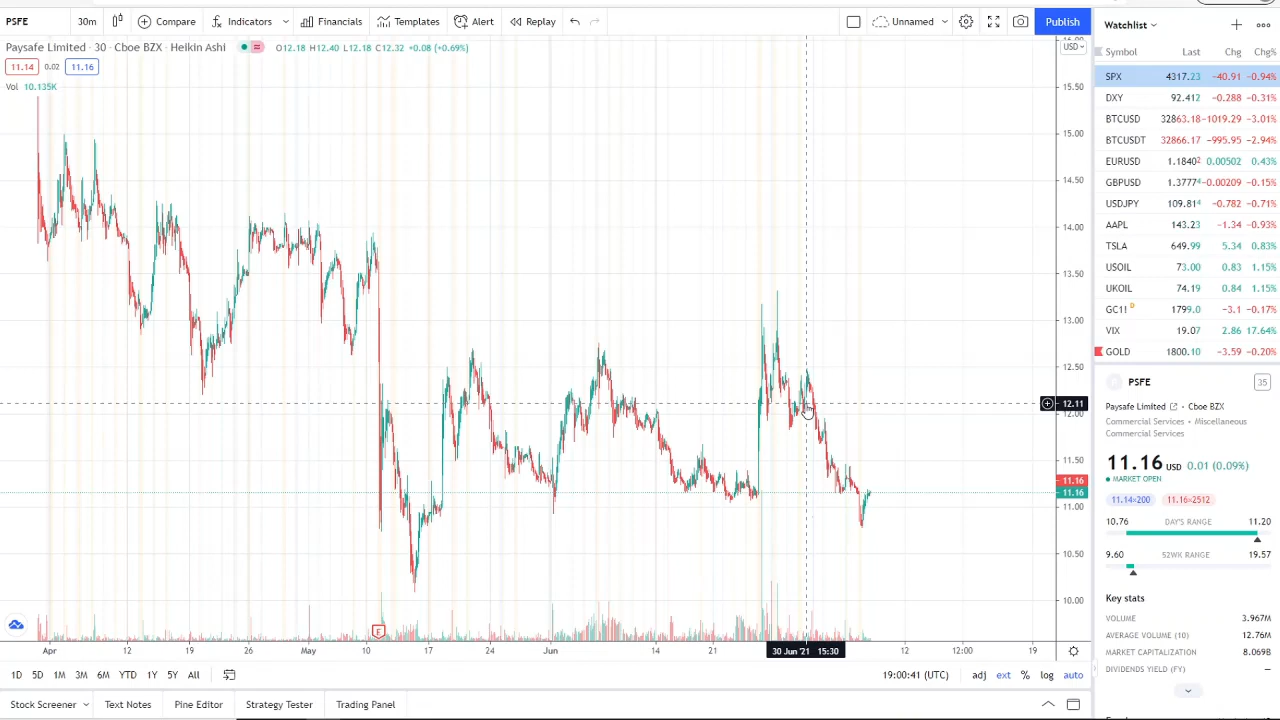 PSFE 30m Compare Indicators Financials Templates Alert Replay Unnamed Publish
Paysafe Limited · 30 · Cboe BZX · Heikin Ashi O12.18 H12.40 L12.18 C12.32 +0.08 (+0.69%)
11.14 0.02 11.16
Vol 10.135K
USD
15.50
15.00
14.50
14.00
13.50
13.00
12.50
12.11
12.00
11.50
11.16
11.16
11.00
10.50
10.00
E
Apr 12 19 26 May 10 17 24 Jun 14 21 30 Jun '21 15:30 12 12:00 19
1D 5D 1M 3M 6M YTD 1Y 5Y All 19:00:41 (UTC) adj ext % log auto
Stock Screener Text Notes Pine Editor Strategy Tester Trading Panel
Watchlist
Symbol Last Chg Chg%
SPX 4317.23 -40.91 -0.94%
DXY 92.412 -0.288 -0.31%
BTCUSD 32863.18 -1019.29 -3.01%
BTCUSDT 32866.17 -995.95 -2.94%
EURUSD 1.18402 0.00502 0.43%
GBPUSD 1.37774 -0.00209 -0.15%
USDJPY 109.814 -0.782 -0.71%
AAPL 143.23 -1.34 -0.93%
TSLA 649.99 5.34 0.83%
USOIL 73.00 0.83 1.15%
UKOIL 74.19 0.84 1.15%
GC1! D 1799.0 -3.1 -0.17%
VIX 19.07 2.86 17.64%
GOLD 1800.10 -3.59 -0.20%
PSFE 35
Paysafe Limited · Cboe BZX
Commercial Services · Miscellaneous
Commercial Services
11.16 USD 0.01 (0.09%)
MARKET OPEN
11.14×200 11.16×2512
10.76 DAY'S RANGE 11.20
9.60 52WK RANGE 19.57
Key stats
VOLUME 3.967M
AVERAGE VOLUME (10) 12.76M
MARKET CAPITALIZATION 8.069B
DIVIDENDS YIELD (FY) —